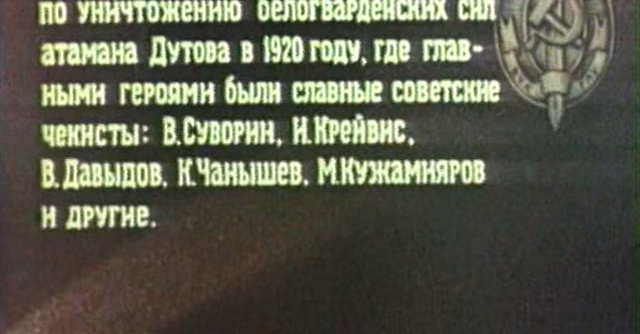 по уничтожению белогвардейских сил
атамана Дутова в 1920 году, где глав-
ными героями были славные советские
чекисты: В.Суворин, И.Крейвис,
В.Давыдов, К.Чанышев, М.Кужамняров
и другие.